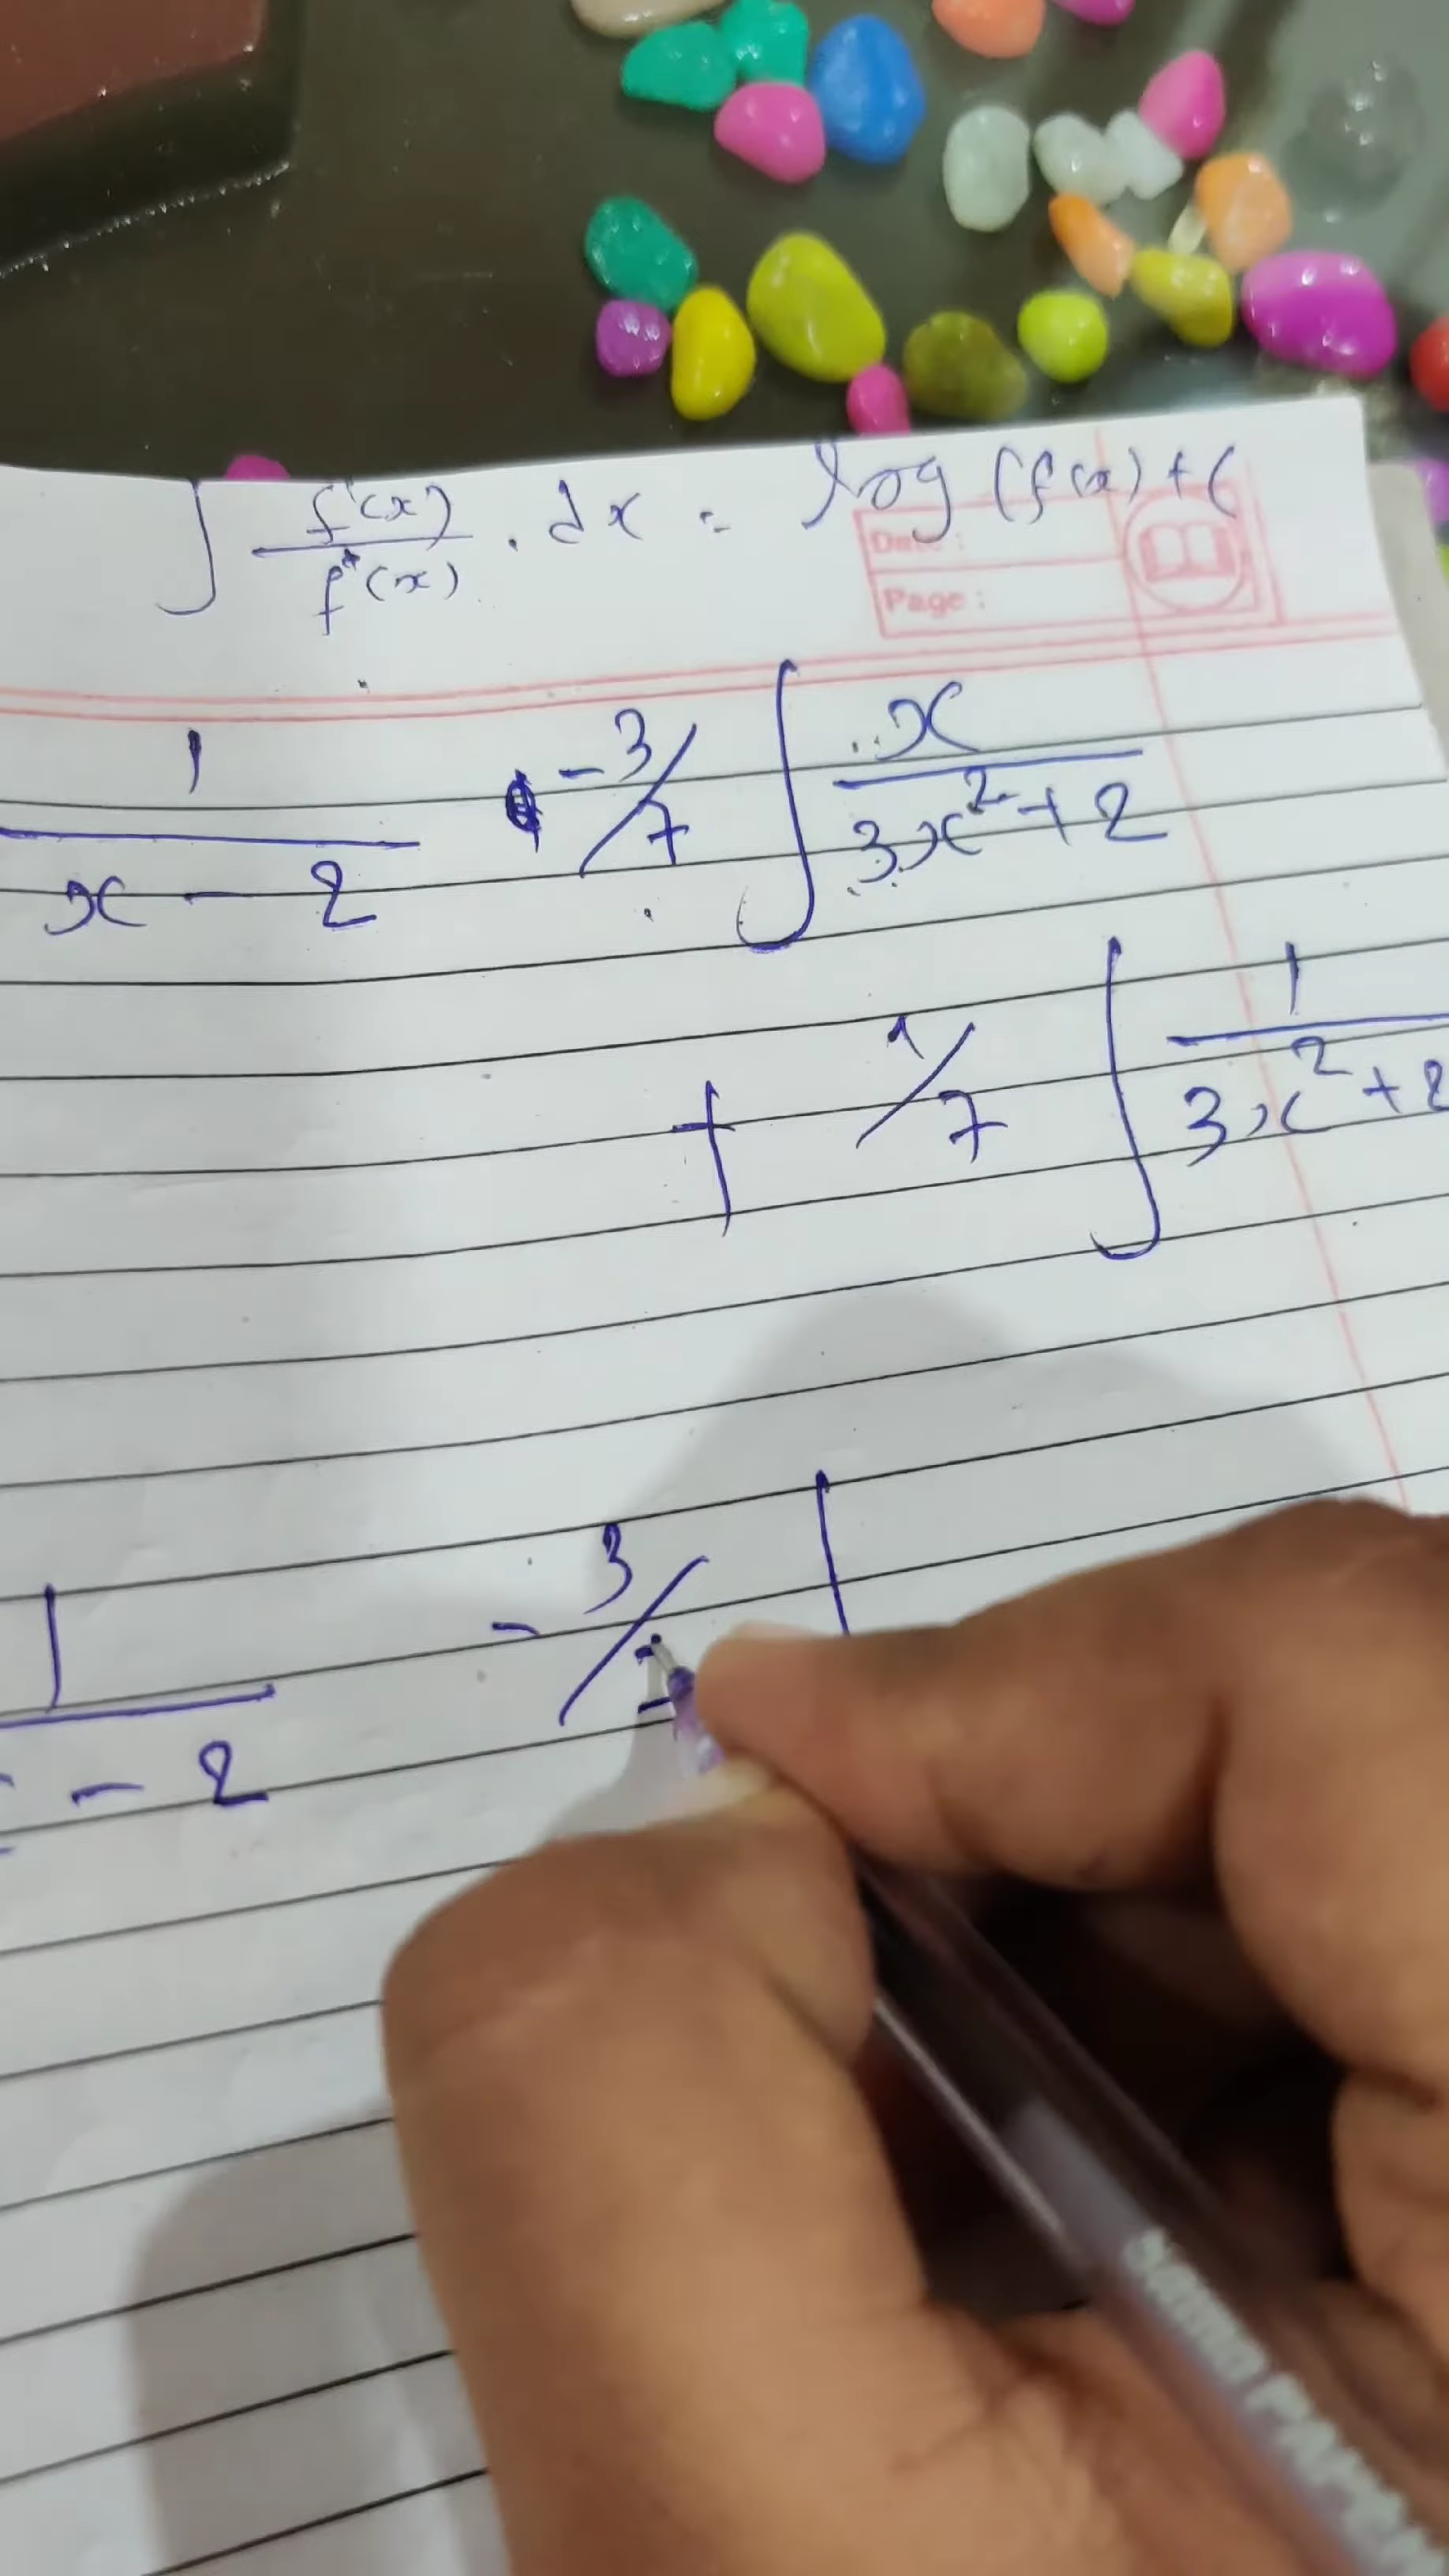 ∫ f'(x)/f(x) . dx = log (f(x) + C
Date :
Page :
1/x - 2 - 3/7 ∫ x/3x² + 2
+ 1/7 ∫ 1/3x² + 2
1/ - 2 - 3/